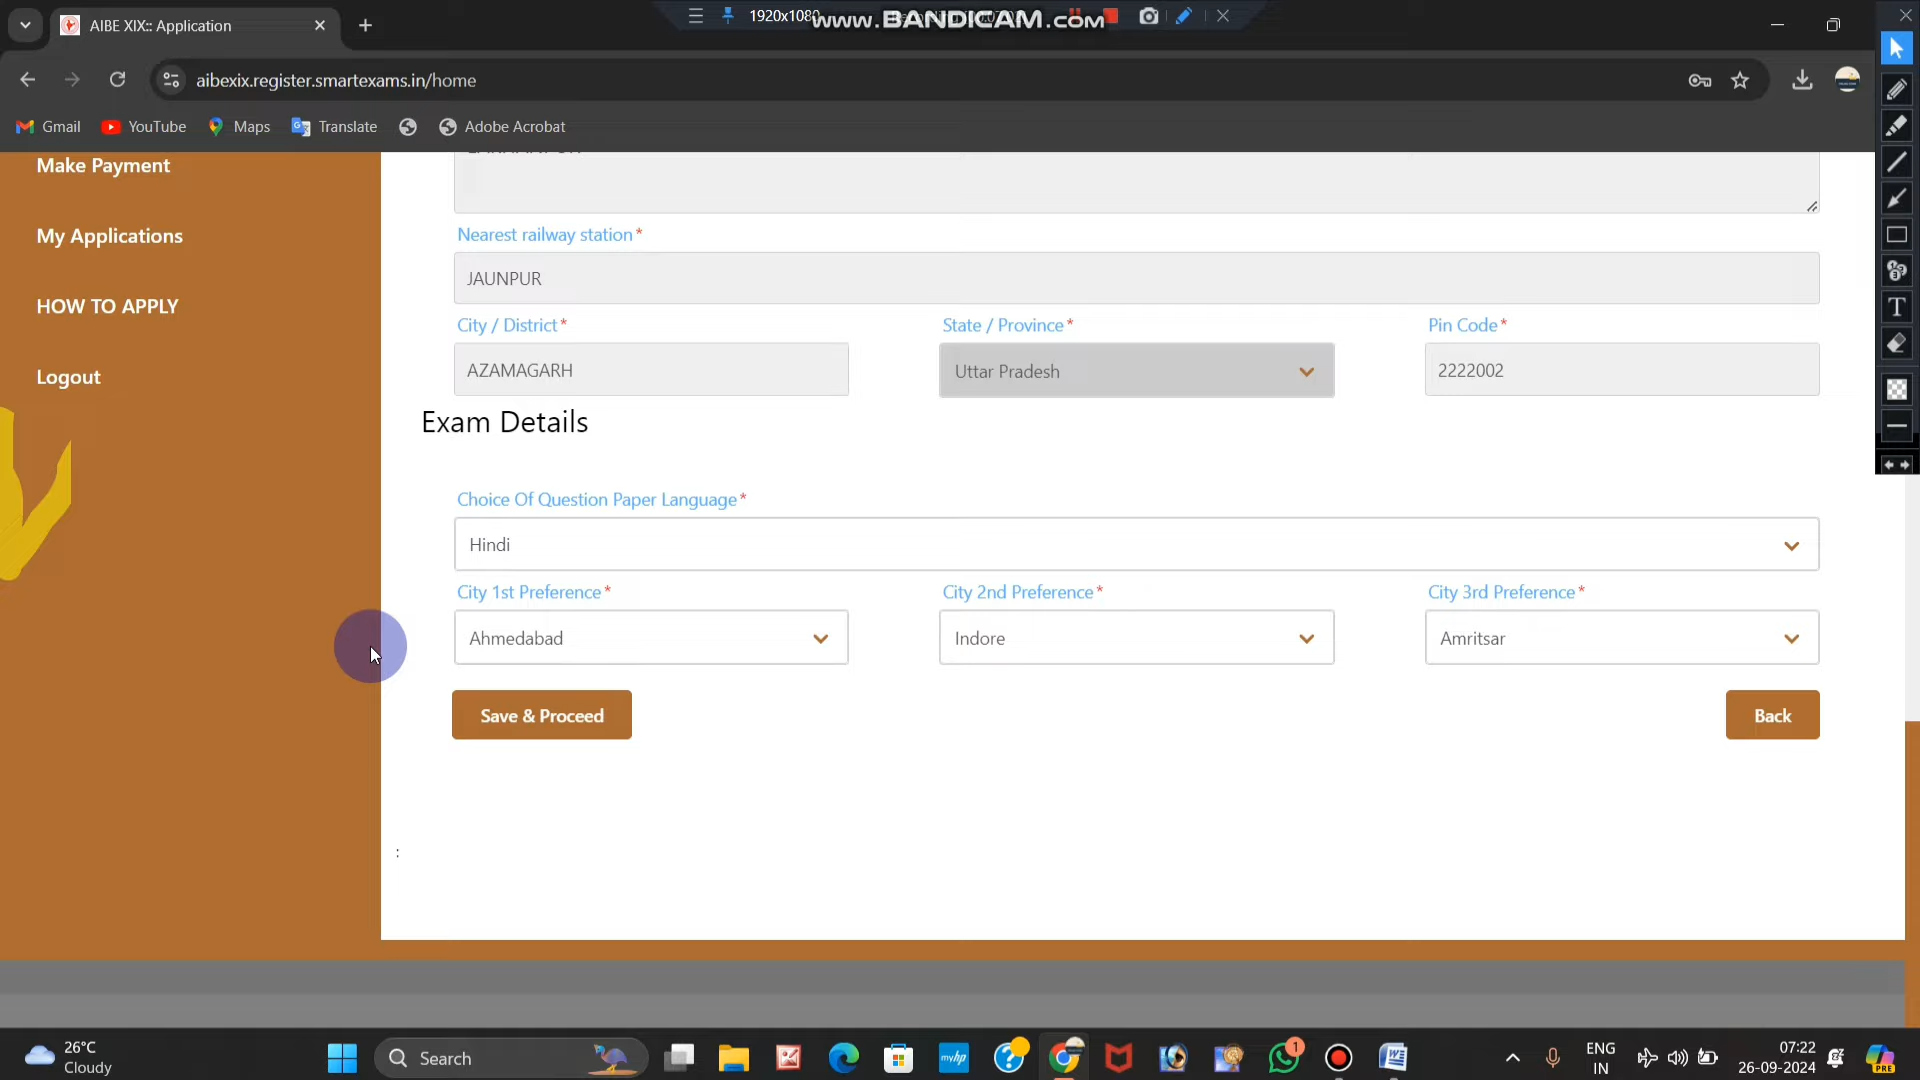 AIBE XIX:: Application
1920x1080
www.BANDICAM.com
aibexix.register.smartexams.in/home
Gmail
YouTube
Maps
Translate
Adobe Acrobat
Make Payment
My Applications
HOW TO APPLY
Logout
Nearest railway station*
JAUNPUR
City / District*
State / Province*
Pin Code*
AZAMAGARH
Uttar Pradesh
2222002
Exam Details
Choice Of Question Paper Language*
Hindi
City 1st Preference*
City 2nd Preference*
City 3rd Preference*
Ahmedabad
Indore
Amritsar
Save & Proceed
Back
:
26°C
Cloudy
Search
myhp
1
ENG
IN
07:22
26-09-2024
PRE